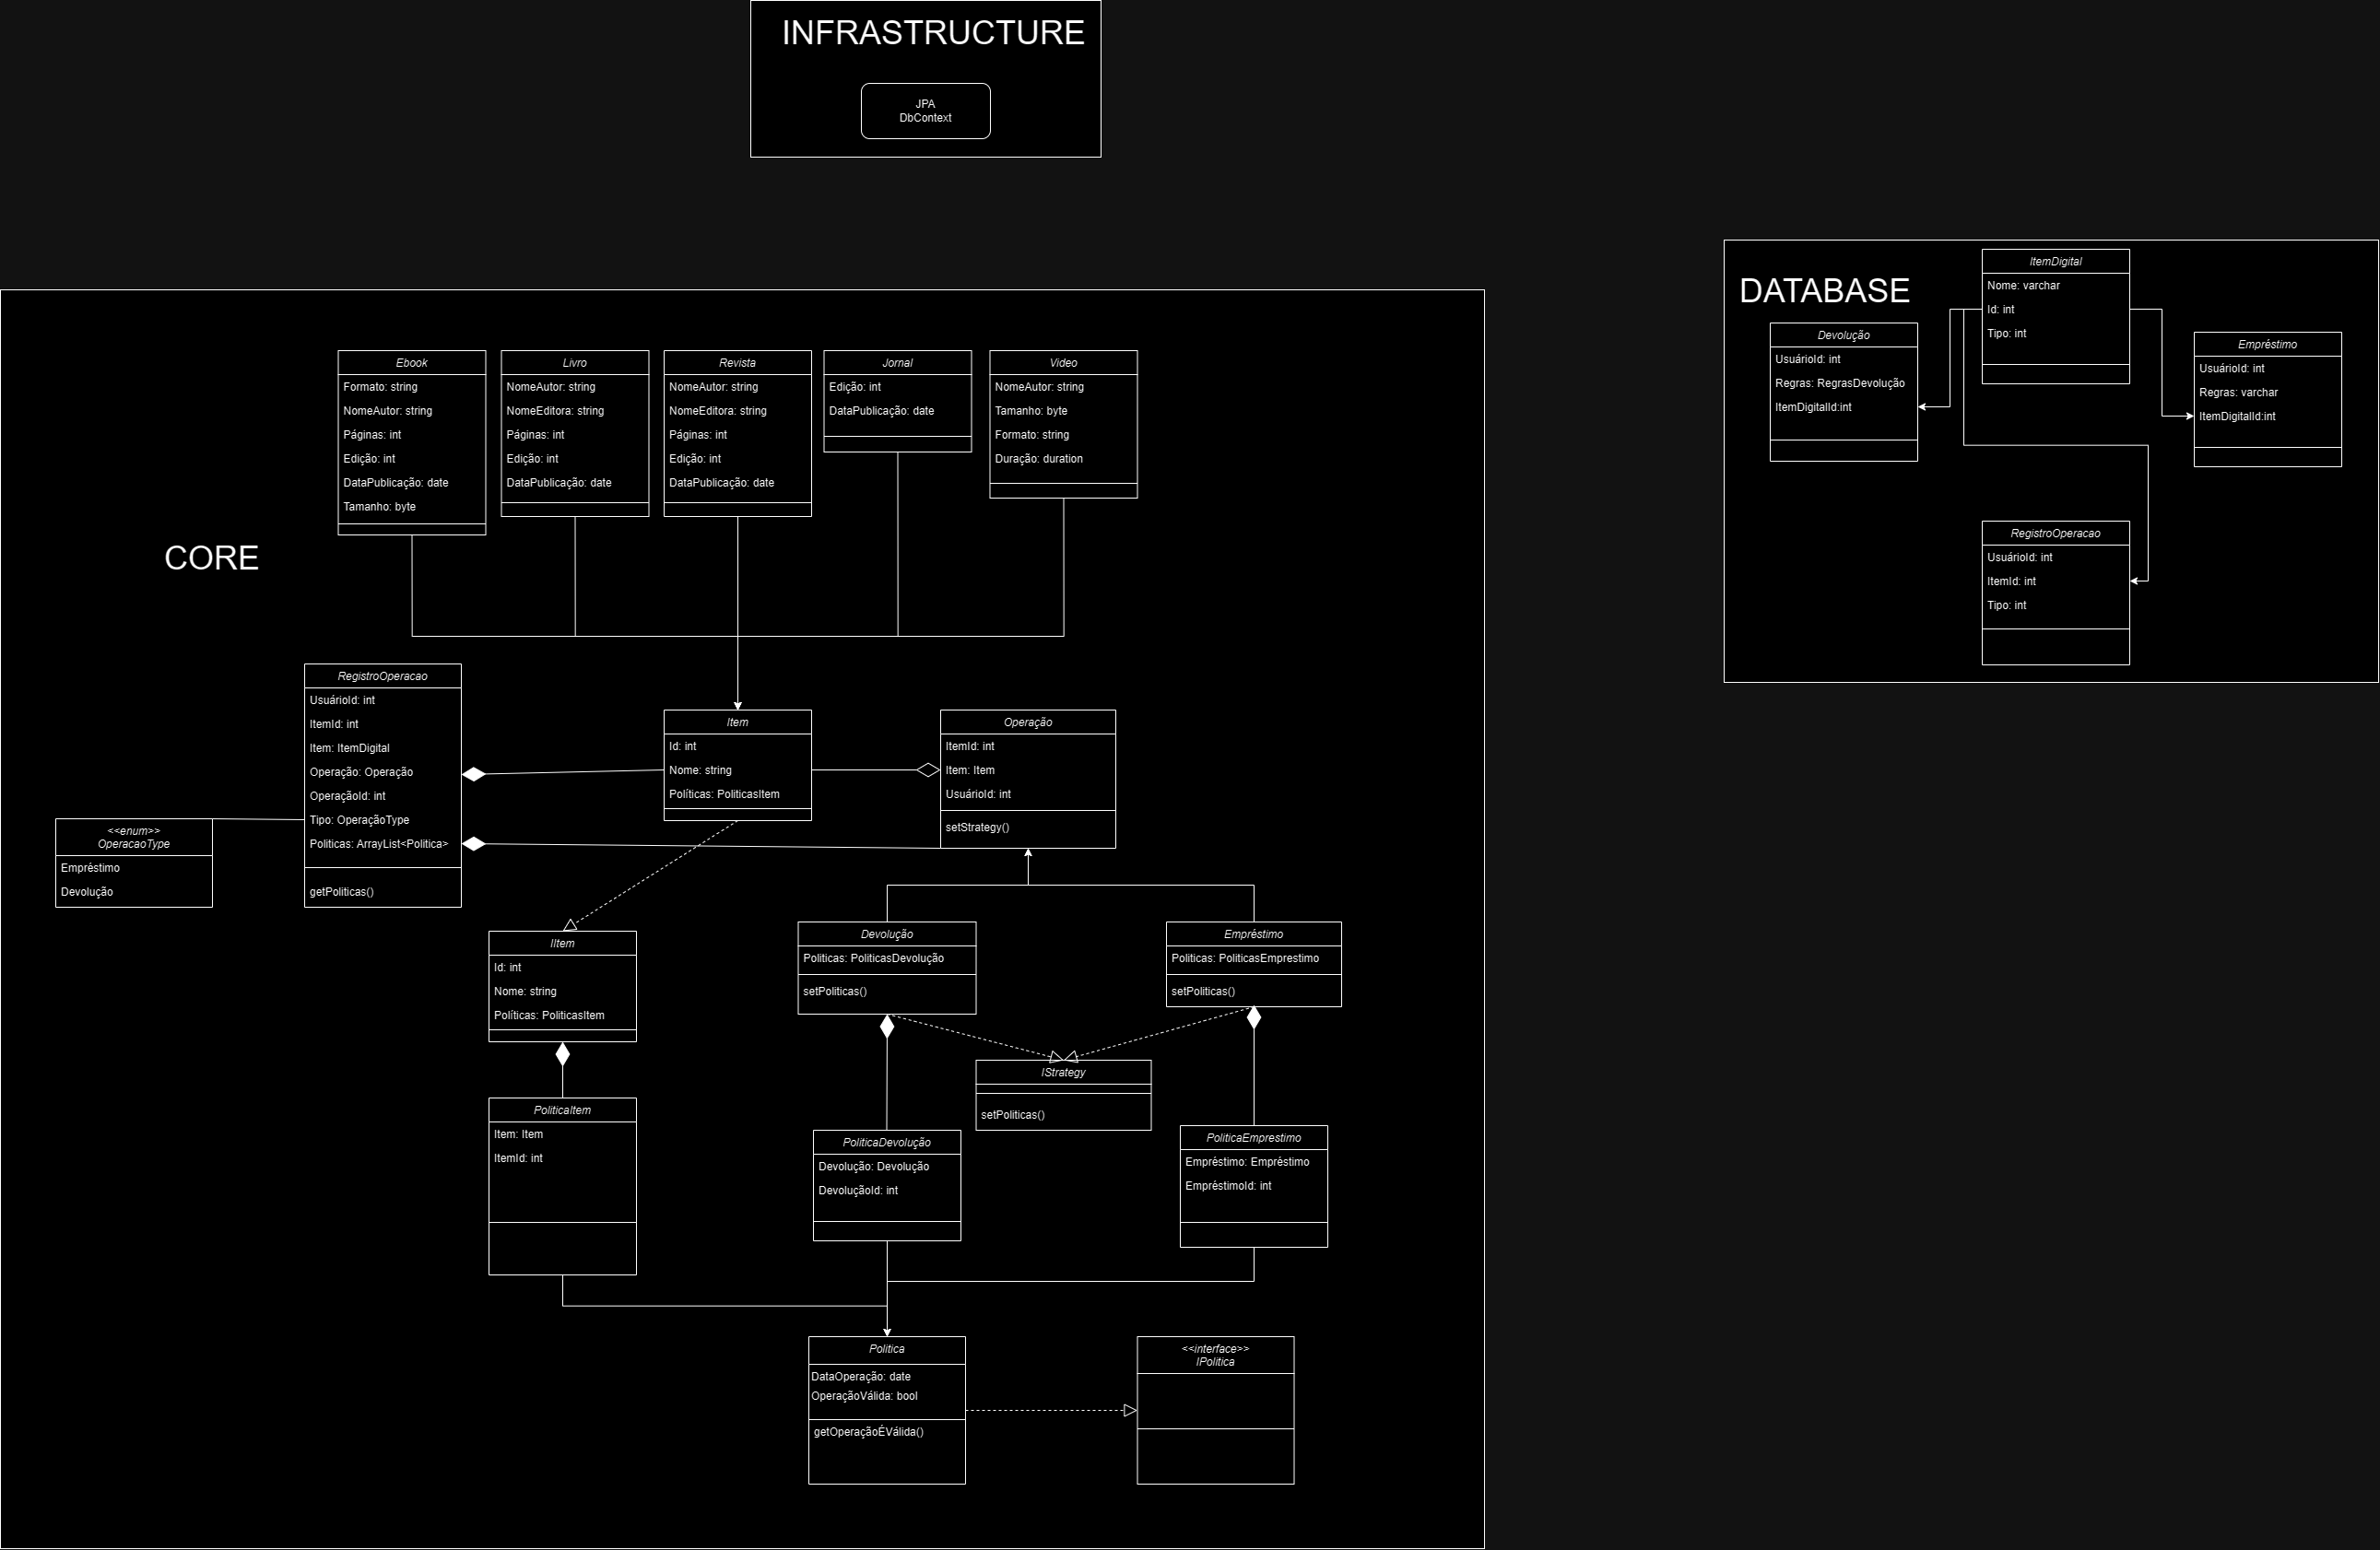 INFRASTRUCTURE
JPA
DbContext
DATABASE
ItemDigital
Nome: varchar
Id: int
Tipo: int
Devolução
UsuárioId: int
Regras: RegrasDevolução
ItemDigitalId:int
Empréstimo
UsuárioId: int
Regras: varchar
ItemDigitalId:int
RegistroOperacao
UsuárioId: int
ItemId: int
Tipo: int
CORE
Ebook
Formato: string
NomeAutor: string
Páginas: int
Edição: int
DataPublicação: date
Tamanho: byte
Livro
NomeAutor: string
NomeEditora: string
Páginas: int
Edição: int
DataPublicação: date
Revista
NomeAutor: string
NomeEditora: string
Páginas: int
Edição: int
DataPublicação: date
Jornal
Edição: int
DataPublicação: date
Video
NomeAutor: string
Tamanho: byte
Formato: string
Duração: duration
RegistroOperacao
UsuárioId: int
ItemId: int
Item: ItemDigital
Operação: Operação
OperaçãoId: int
Tipo: OperaçãoType
Politicas: ArrayList<Politica>
getPoliticas()
<<enum>>
OperacaoType
Empréstimo
Devolução
Item
Id: int
Nome: string
Políticas: PoliticasItem
Operação
ItemId: int
Item: Item
UsuárioId: int
setStrategy()
IItem
Id: int
Nome: string
Políticas: PoliticasItem
Devolução
Politicas: PoliticasDevolução
setPoliticas()
Empréstimo
Politicas: PoliticasEmprestimo
setPoliticas()
IStrategy
setPoliticas()
PoliticaItem
Item: Item
ItemId: int
PoliticaDevolução
Devolução: Devolução
DevoluçãoId: int
PoliticaEmprestimo
Empréstimo: Empréstimo
EmpréstimoId: int
Politica
DataOperação: date
OperaçãoVálida: bool
getOperaçãoÉVálida()
<<interface>>
IPolitica